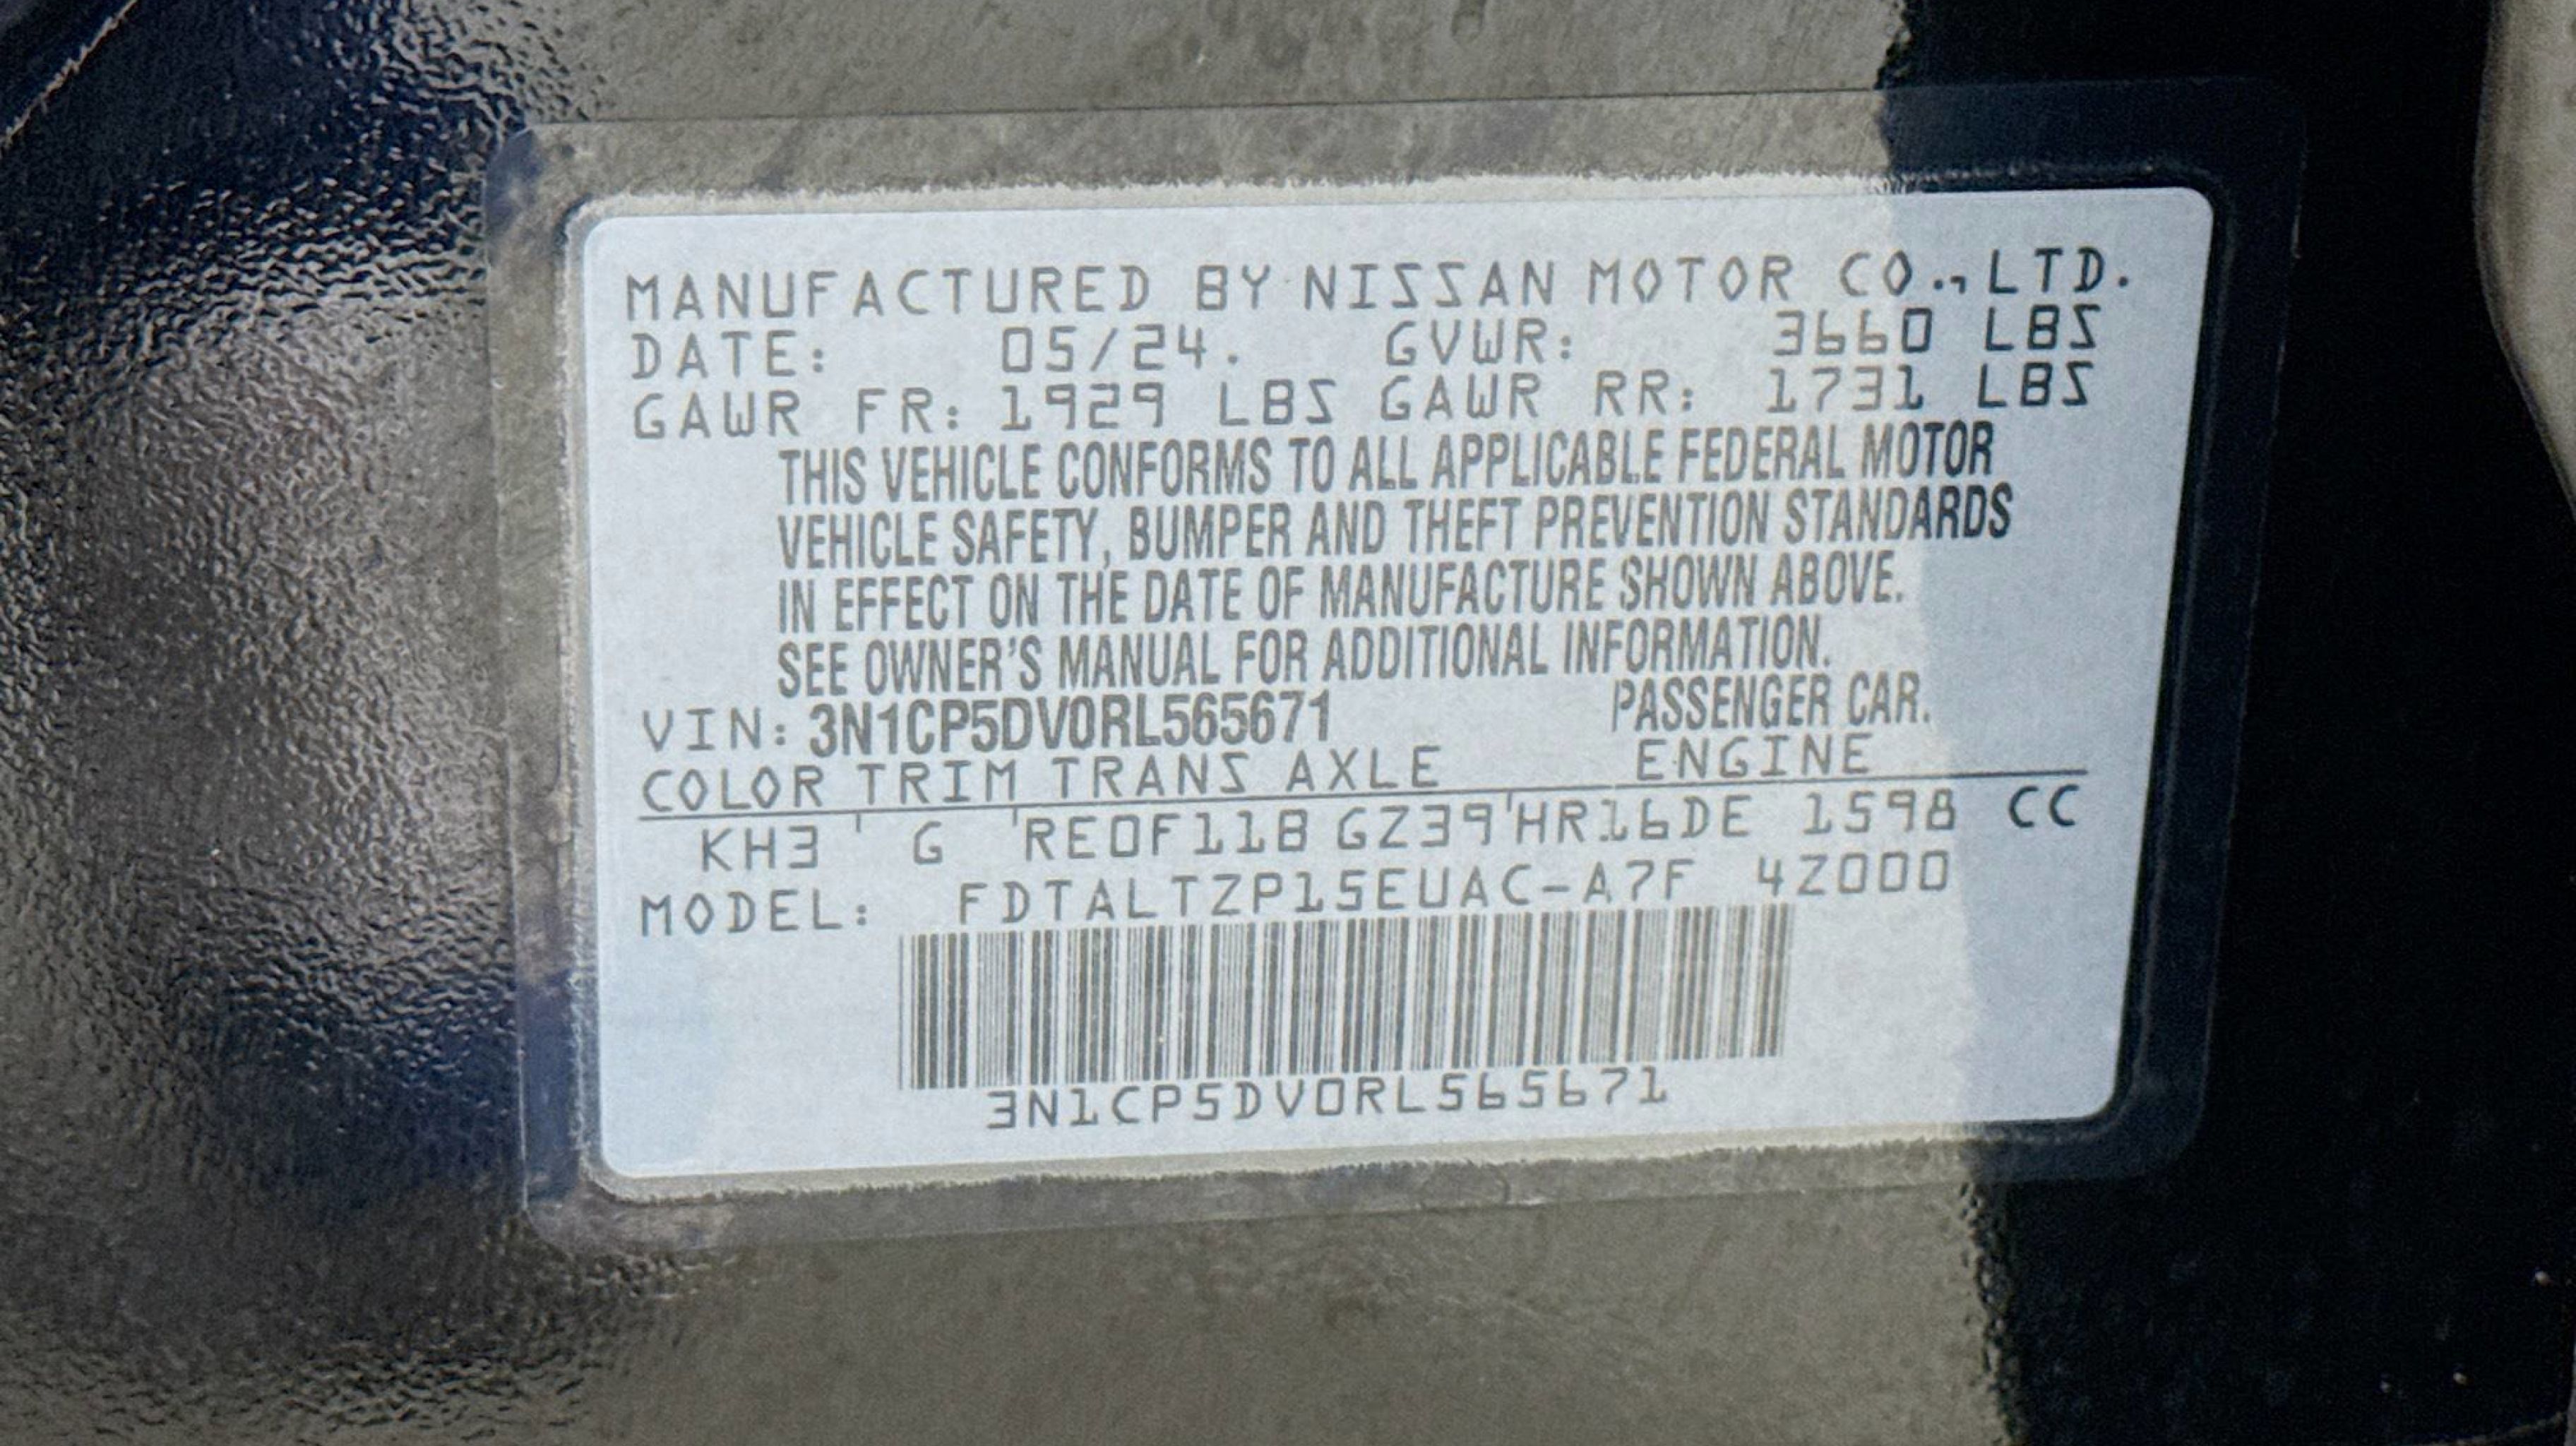 MANUFACTURED BY NISSAN MOTOR CO., LTD.
DATE: 05/24. GVWR: 3660 LBS
GAWR FR: 1929 LBS GAWR RR: 1731 LBS
THIS VEHICLE CONFORMS TO ALL APPLICABLE FEDERAL MOTOR
VEHICLE SAFETY, BUMPER AND THEFT PREVENTION STANDARDS
IN EFFECT ON THE DATE OF MANUFACTURE SHOWN ABOVE.
SEE OWNER'S MANUAL FOR ADDITIONAL INFORMATION.
VIN: 3N1CP5DV0RL565671 PASSENGER CAR.
COLOR TRIM TRANS AXLE ENGINE
KH3 ' G 'RE0F11B GZ39'HR16DE 1598 CC
MODEL: FDTALTZP15EUAC-A7F 4Z000
3N1CP5DV0RL565671